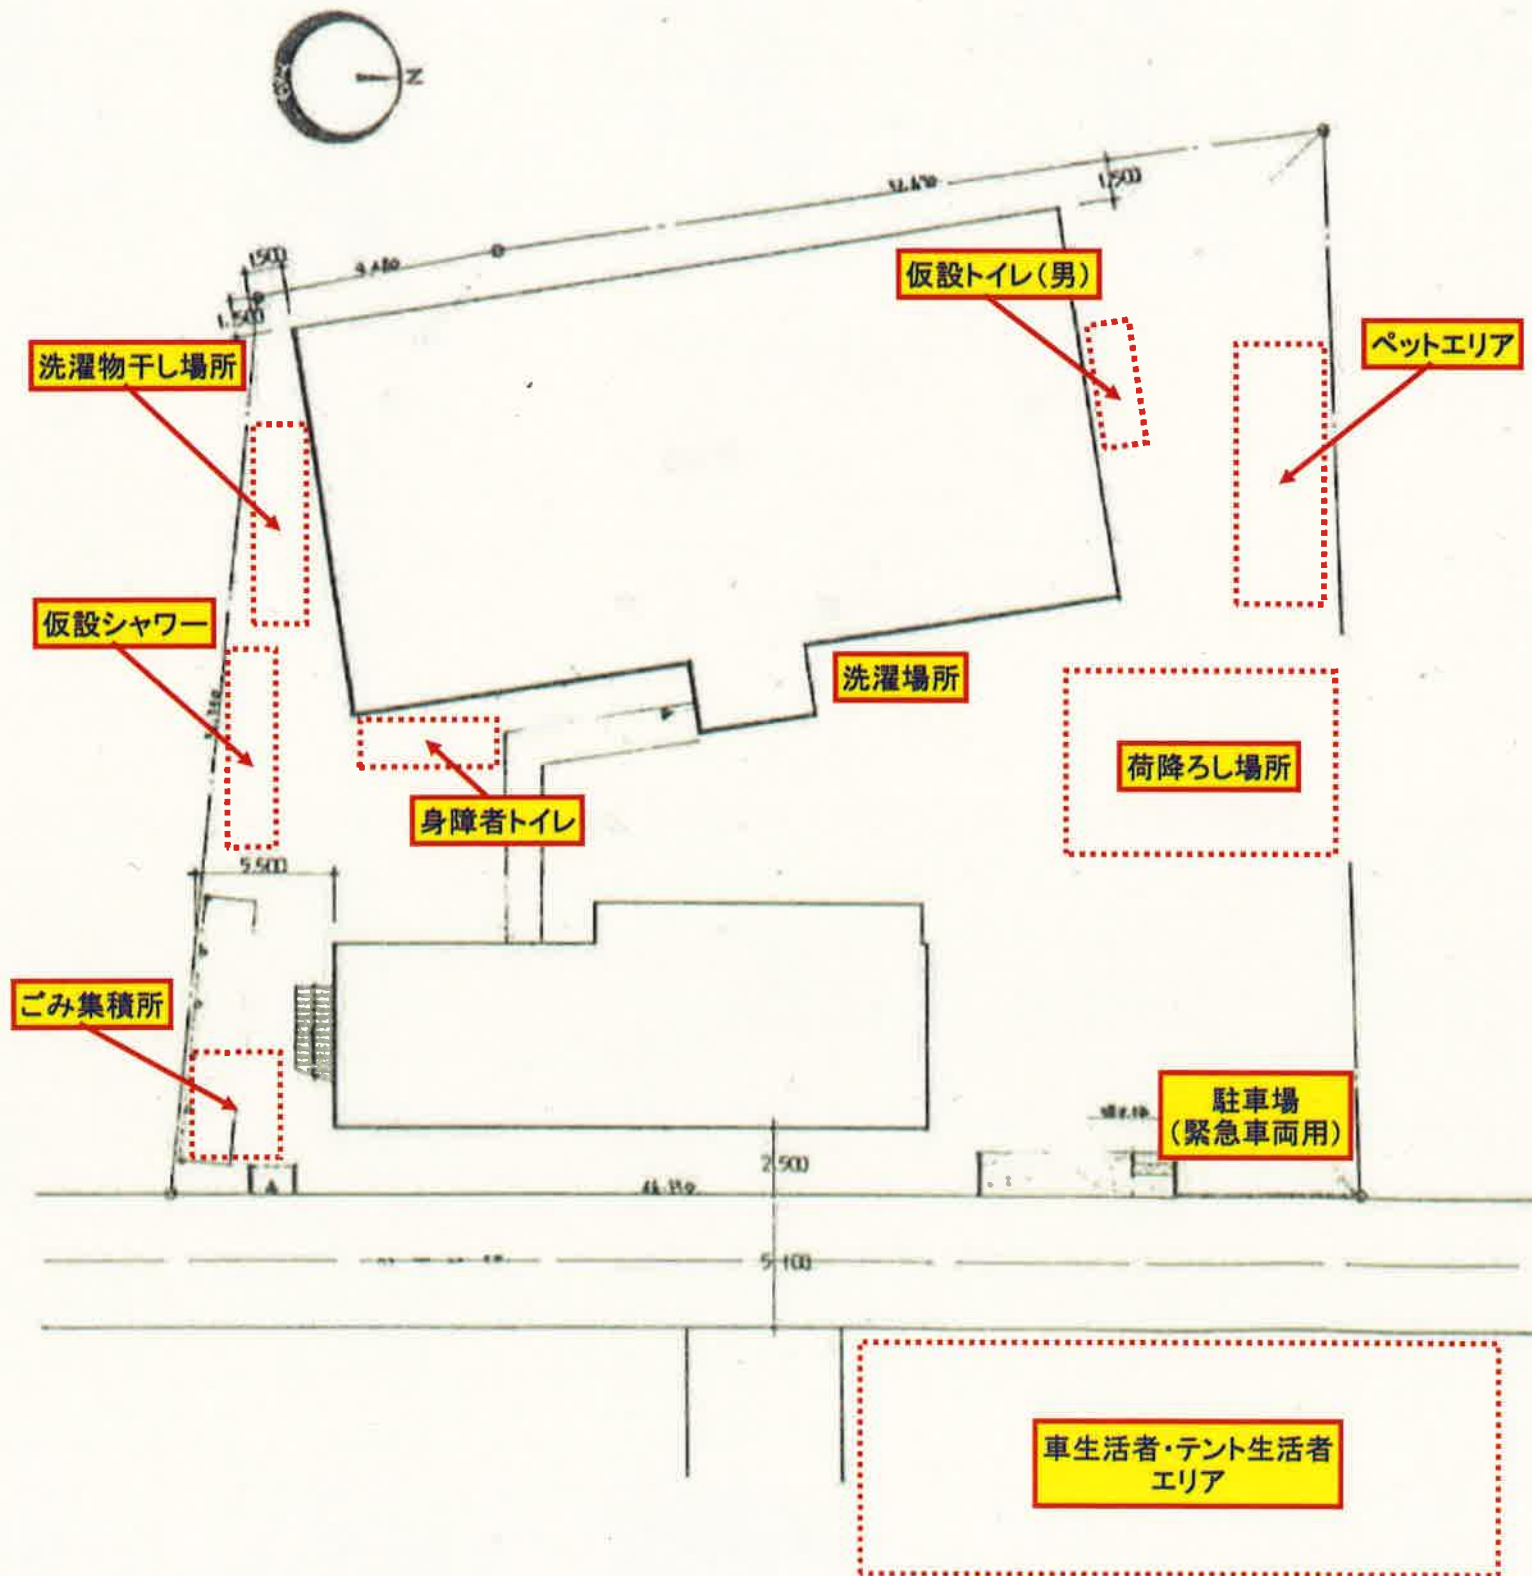 N
1,500
1,500
仮設トイレ(男)
1,500
ペットエリア
洗濯物干し場所
仮設シャワー
洗濯場所
荷降ろし場所
身障者トイレ
5,500
ごみ集積所
駐車場
(緊急車両用)
2,500
5,100
車生活者・テント生活者
エリア